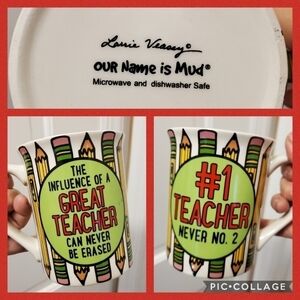 Lorrie Veasey©
OUR NAME is MUD®
Microwave and dishwasher Safe
THE
INFLUENCE OF A
GREAT
TEACHER
CAN NEVER
BE ERASED
#1
TEACHER
NEVER NO. 2
PIC•COLLAGE